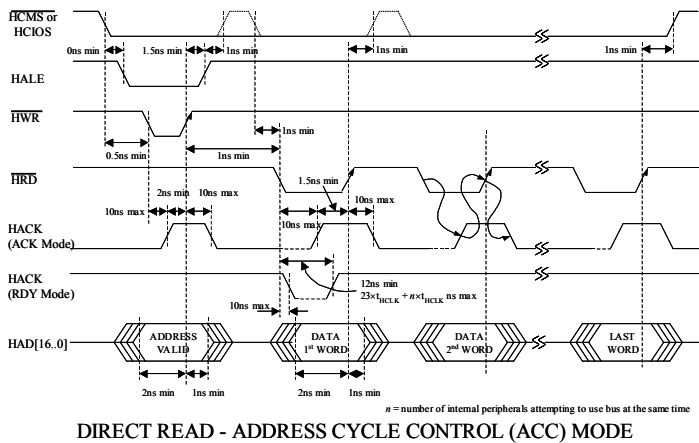 HCMS or
HCIOS
0ns min
1.5ns min
1ns min
1ns min
1ns min
HALE
HWR
1ns min
0.5ns min
1ns min
HRD
1.5ns min
2ns min
10ns max
10ns max
10ns max
10ns max
HACK
(ACK Mode)
HACK
(RDY Mode)
12ns min
23×tHCLK + n×tHCLK ns max
10ns max
HAD[16..0]
ADDRESS
VALID
DATA
1st WORD
DATA
2nd WORD
LAST
WORD
2ns min
1ns min
2ns min
1ns min
n = number of internal peripherals attempting to use bus at the same time
DIRECT READ - ADDRESS CYCLE CONTROL (ACC) MODE